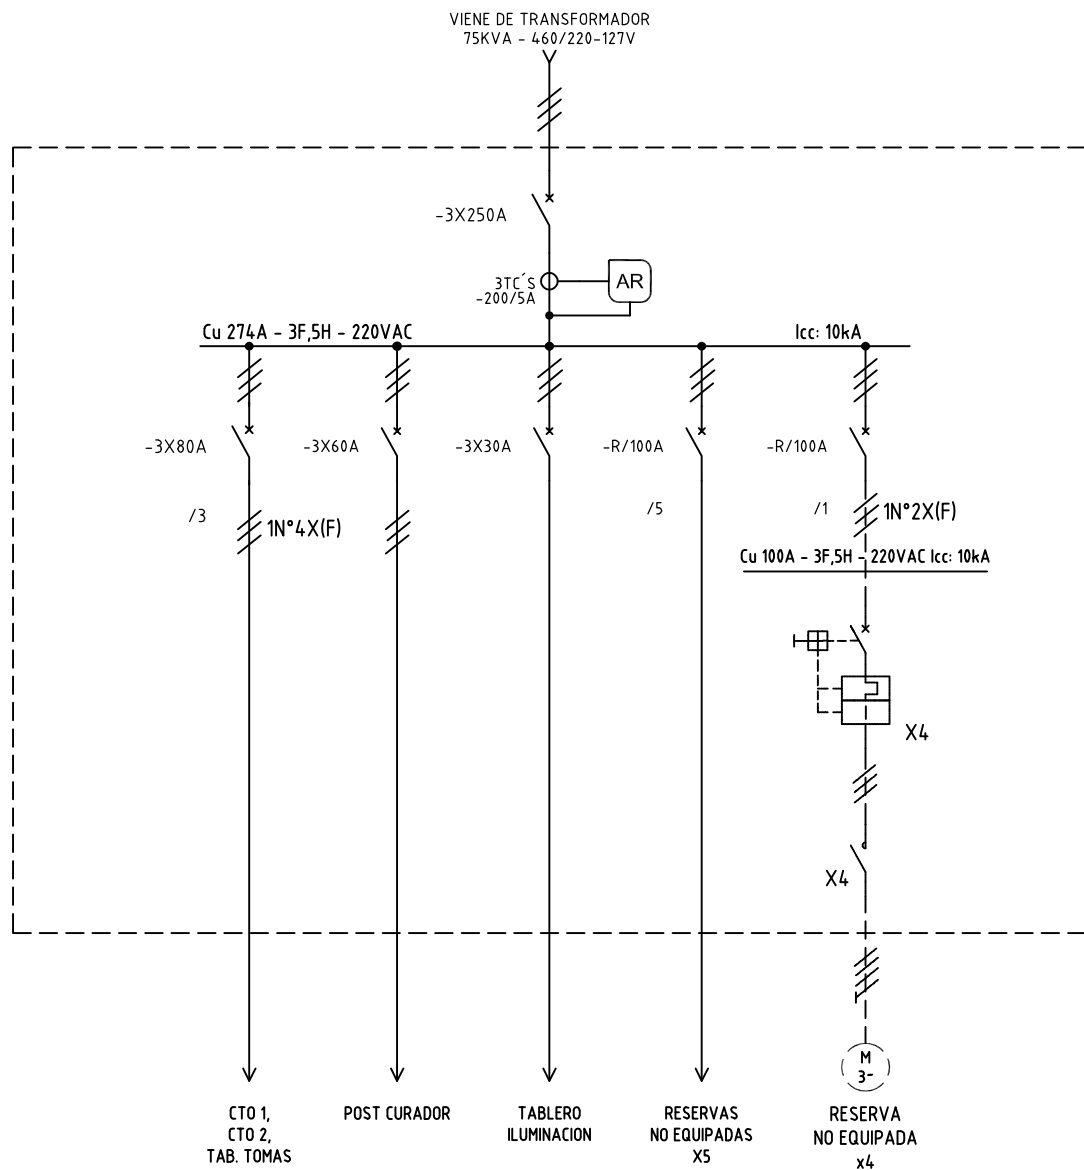 VIENE DE TRANSFORMADOR
75KVA - 460/220-127V
-3X250A
3TC´S
-200/5A
AR
Cu 274A - 3F,5H - 220VAC
Icc: 10kA
-3X80A
-3X60A
-3X30A
-R/100A
-R/100A
/3
1N°4X(F)
/5
/1
1N°2X(F)
Cu 100A - 3F,5H - 220VAC Icc: 10kA
X4
X4
M
3~
CTO 1,
CTO 2,
TAB. TOMAS
POST CURADOR
TABLERO
ILUMINACION
RESERVAS
NO EQUIPADAS
X5
RESERVA
NO EQUIPADA
x4